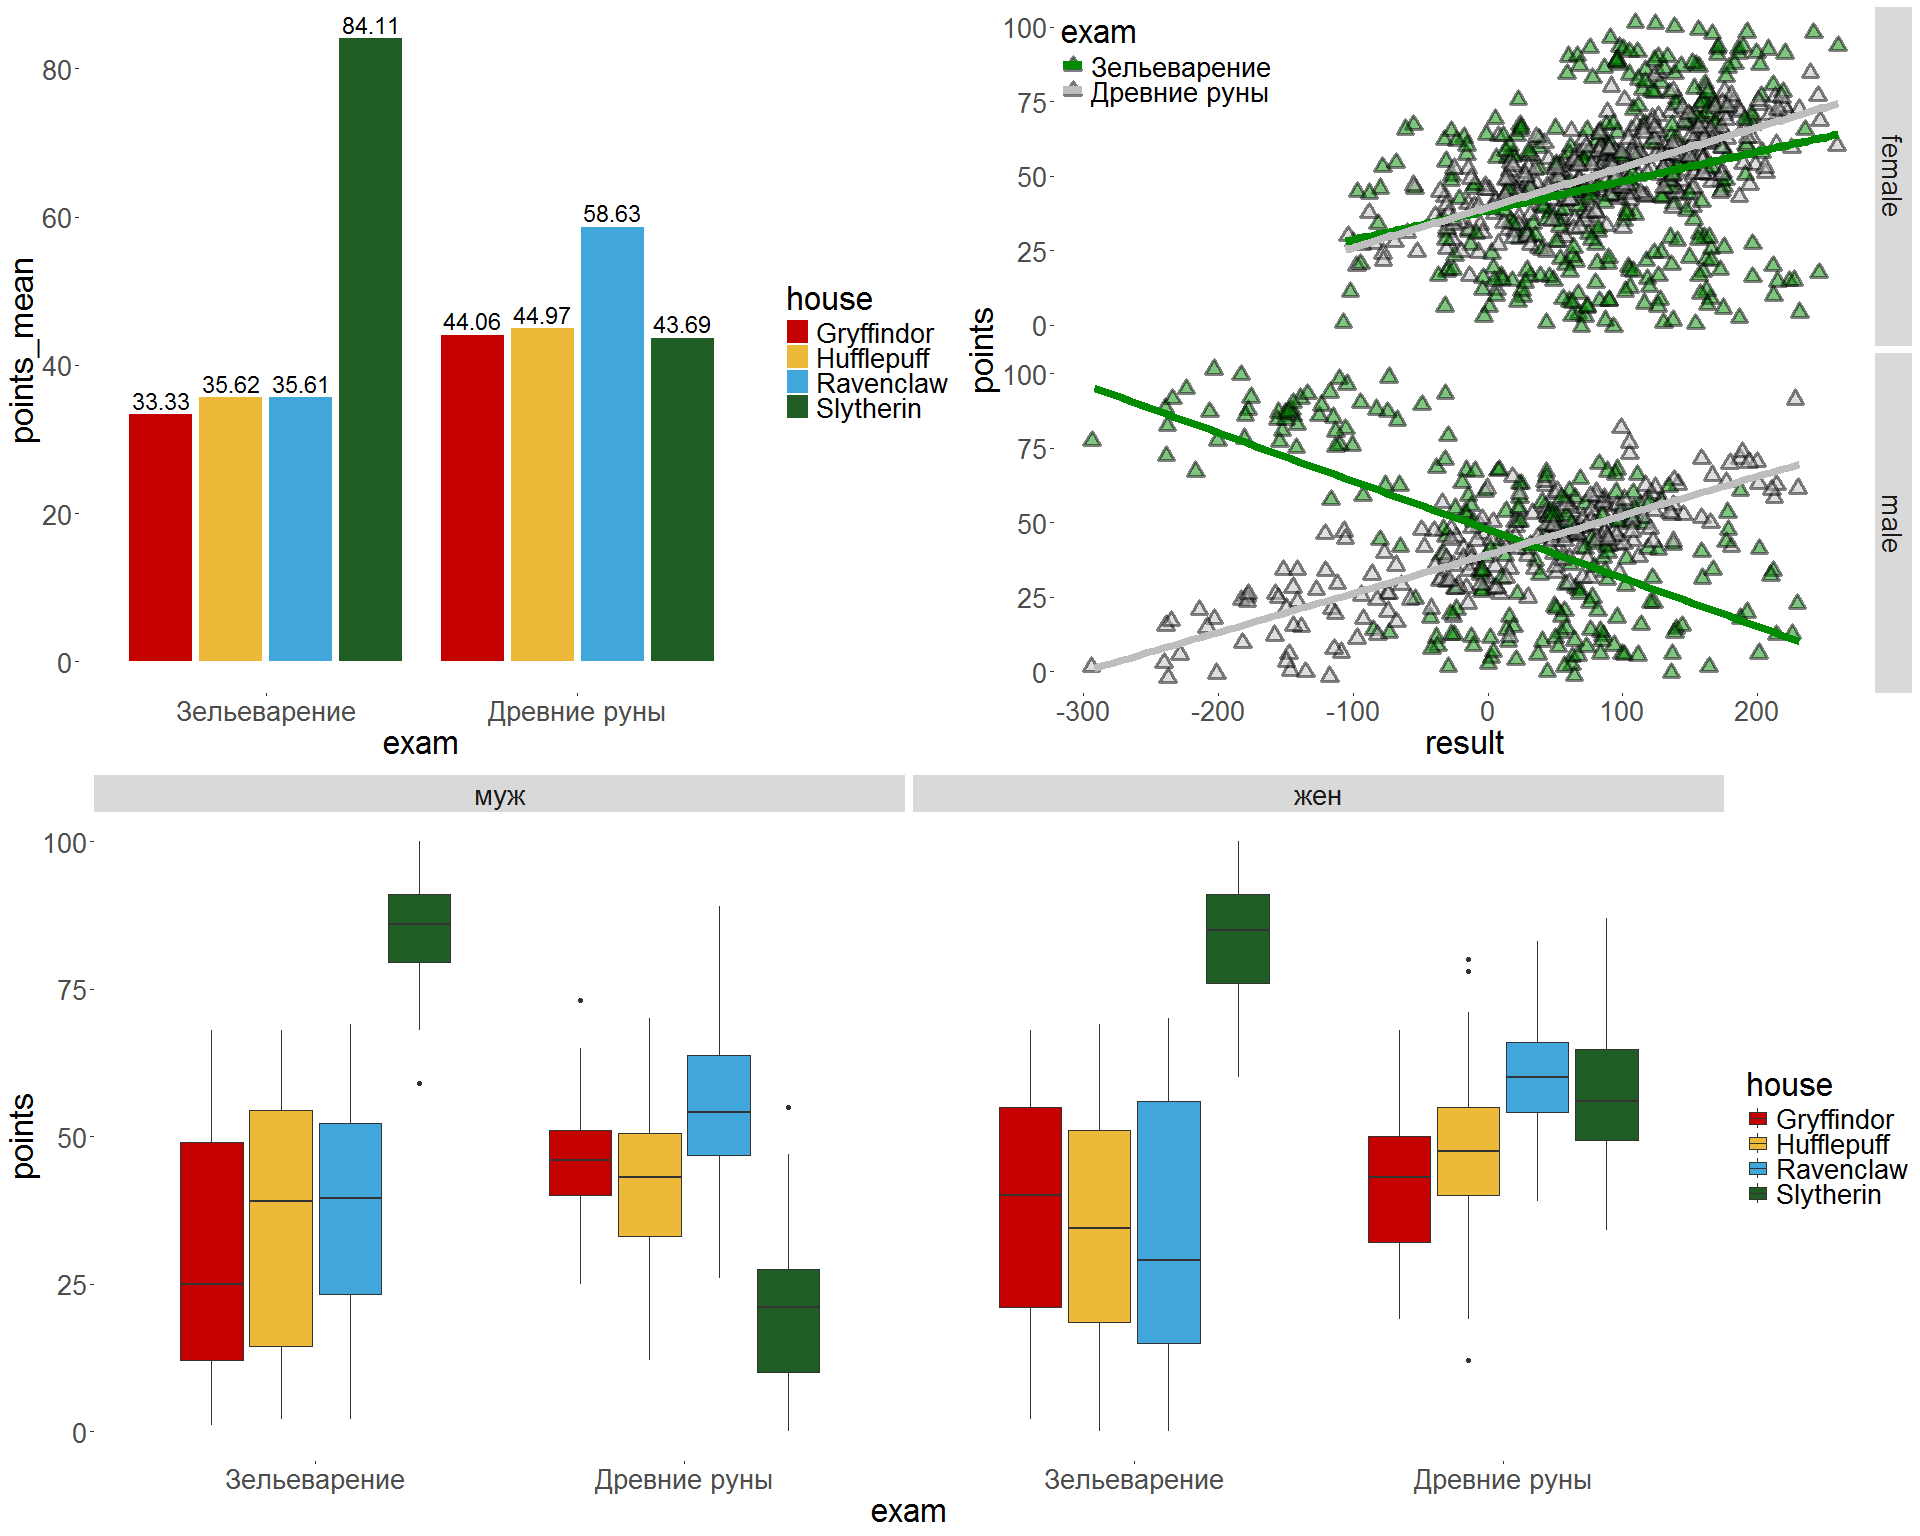 points_mean
80
60
40
20
0
84.11
58.63
44.06
44.97
43.69
33.33
35.62
35.61
Зельеварение
Древние руны
exam
house
Gryffindor
Hufflepuff
Ravenclaw
Slytherin
points
exam
Зельеварение
Древние руны
100
75
50
25
0
female
100
75
50
25
0
male
-300
-200
-100
0
100
200
result
муж
жен
points
100
75
50
25
0
Зельеварение
Древние руны
Зельеварение
Древние руны
exam
house
Gryffindor
Hufflepuff
Ravenclaw
Slytherin